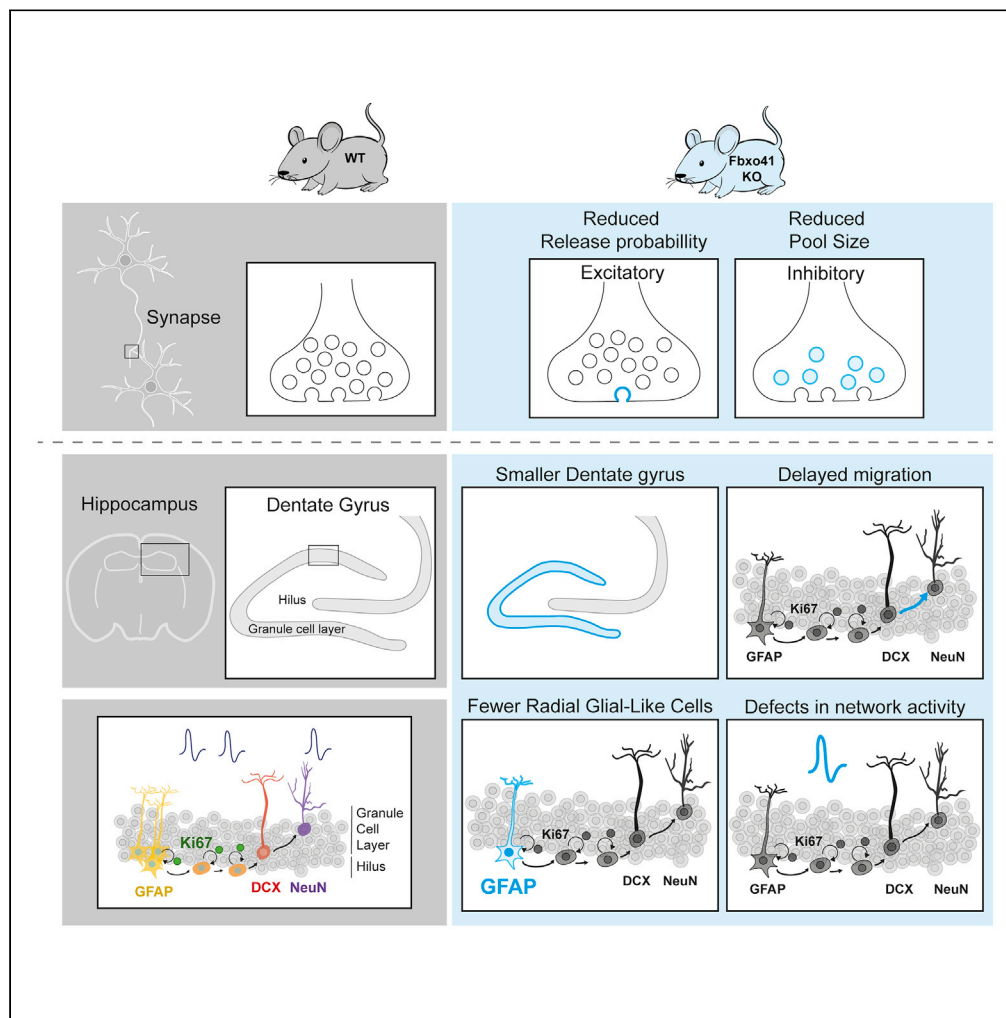 WT
Fbxo41
KO
Synapse
Reduced
Release probabillity
Excitatory
Reduced
Pool Size
Inhibitory
Hippocampus
Dentate Gyrus
Hilus
Granule cell layer
Smaller Dentate gyrus
Delayed migration
Ki67
GFAP
DCX
NeuN
Ki67
GFAP
DCX
NeuN
Granule
Cell
Layer
Hilus
Fewer Radial Glial-Like Cells
Ki67
GFAP
DCX
NeuN
Defects in network activity
Ki67
GFAP
DCX
NeuN